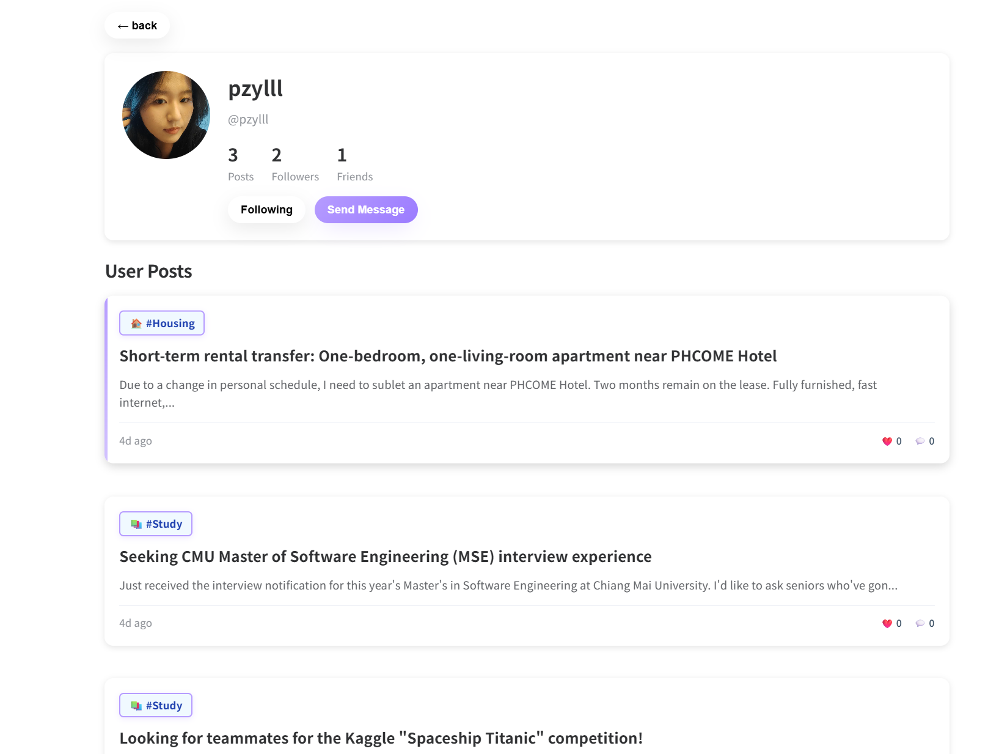 ← back
pzylll
@pzylll
3 2 1
Posts Followers Friends
Following Send Message
User Posts
#Housing
Short-term rental transfer: One-bedroom, one-living-room apartment near PHCOME Hotel
Due to a change in personal schedule, I need to sublet an apartment near PHCOME Hotel. Two months remain on the lease. Fully furnished, fast
internet,...
4d ago 0 0
#Study
Seeking CMU Master of Software Engineering (MSE) interview experience
Just received the interview notification for this year's Master's in Software Engineering at Chiang Mai University. I'd like to ask seniors who've gon...
4d ago 0 0
#Study
Looking for teammates for the Kaggle "Spaceship Titanic" competition!